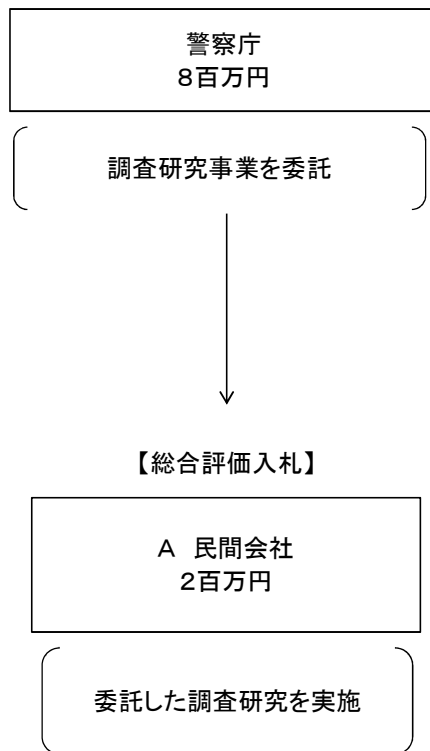 警察庁
８百万円
調査研究事業を委託
【総合評価入札】
Ａ　民間会社
２百万円
委託した調査研究を実施